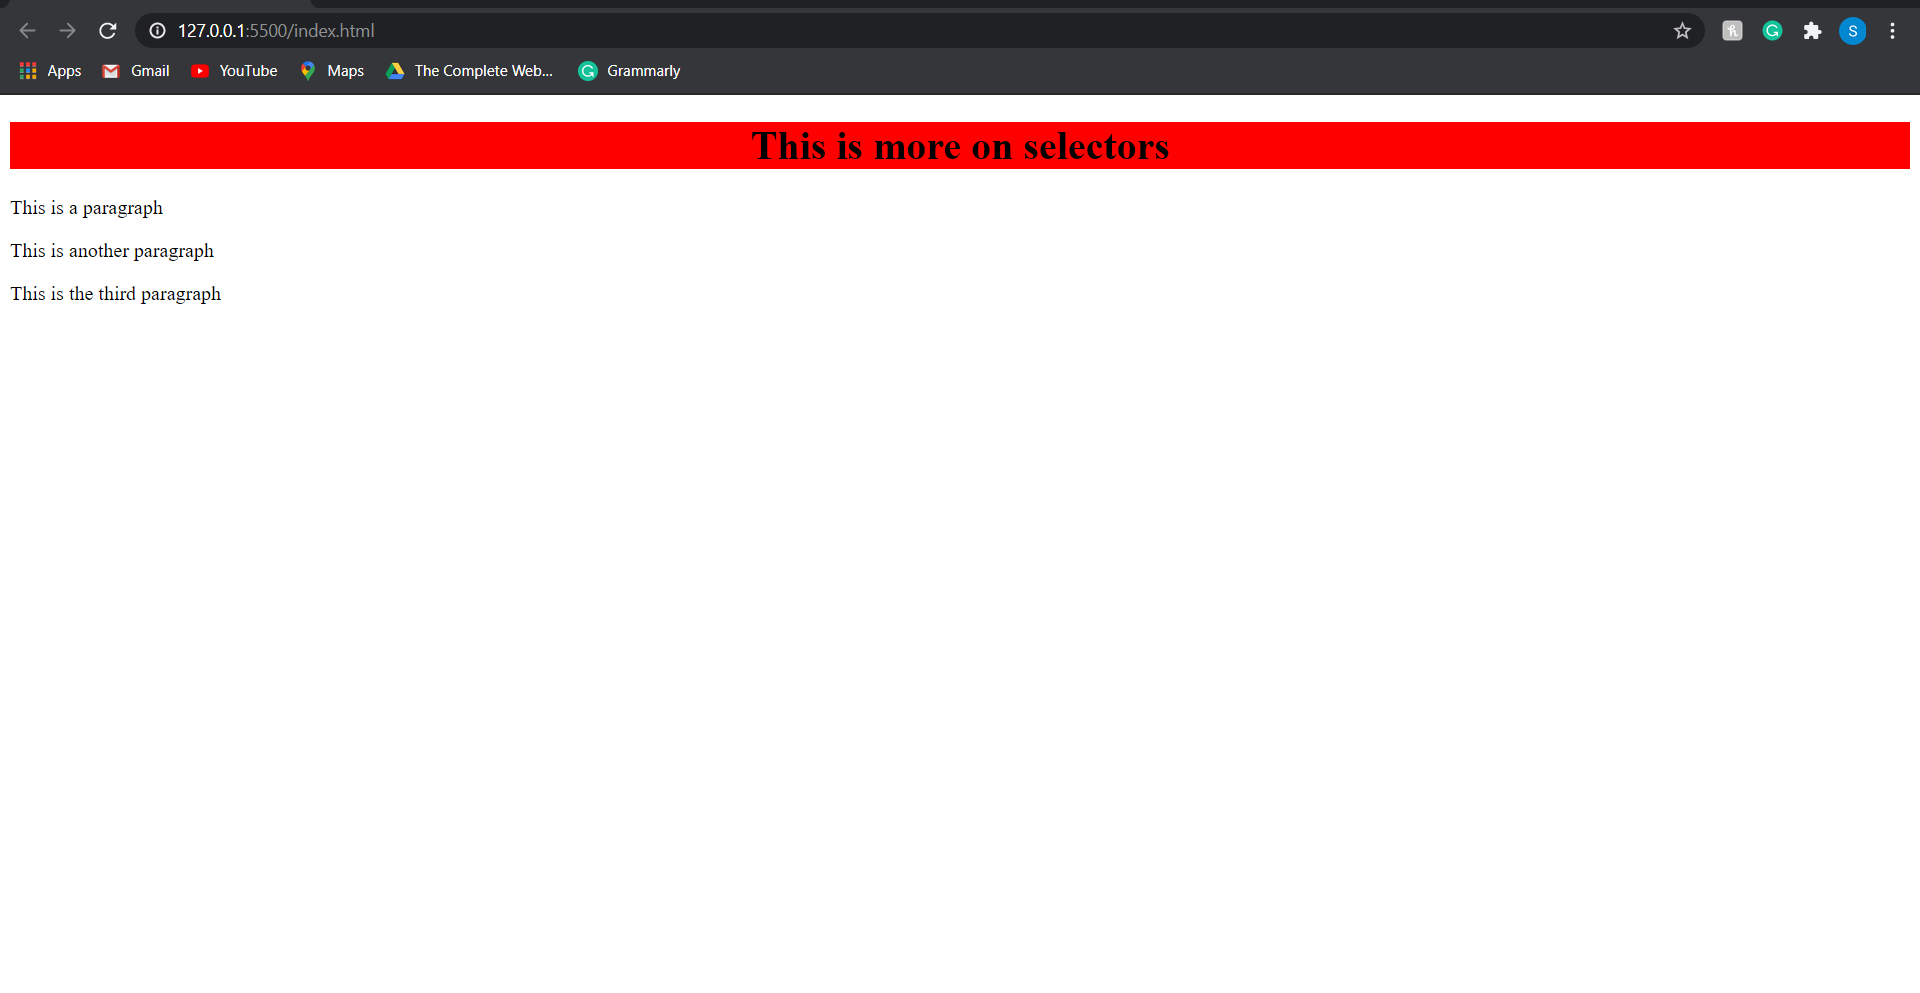 127.0.0.1:5500/index.html
S
Apps Gmail YouTube Maps The Complete Web... Grammarly
This is more on selectors
This is a paragraph
This is another paragraph
This is the third paragraph